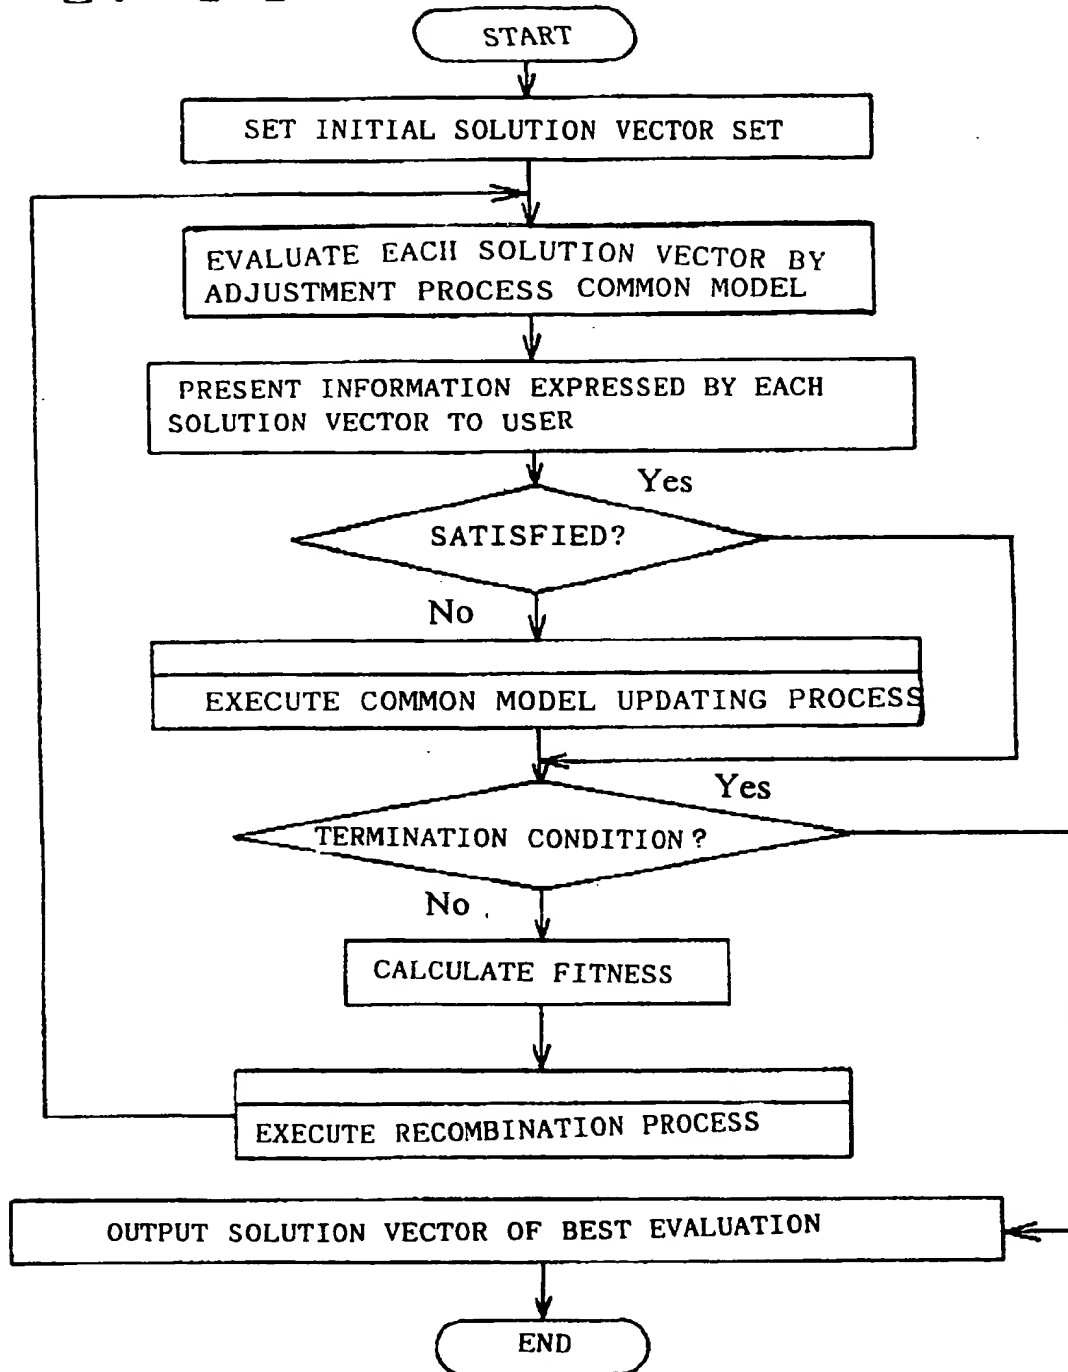 START
SET INITIAL SOLUTION VECTOR SET
EVALUATE EACH SOLUTION VECTOR BY
ADJUSTMENT PROCESS COMMON MODEL
PRESENT INFORMATION EXPRESSED BY EACH
SOLUTION VECTOR TO USER
Yes
SATISFIED?
No
EXECUTE COMMON MODEL UPDATING PROCESS
Yes
TERMINATION CONDITION?
No
CALCULATE FITNESS
EXECUTE RECOMBINATION PROCESS
OUTPUT SOLUTION VECTOR OF BEST EVALUATION
END